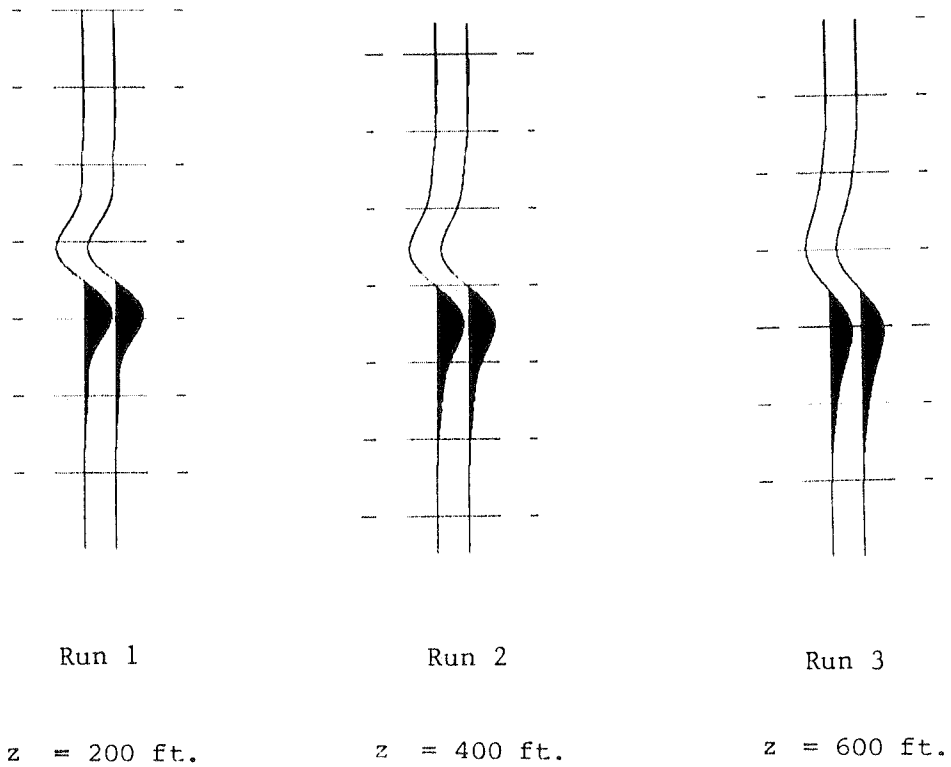 Run 1
Run 2
Run 3
z = 200 ft.
z = 400 ft.
z = 600 ft.